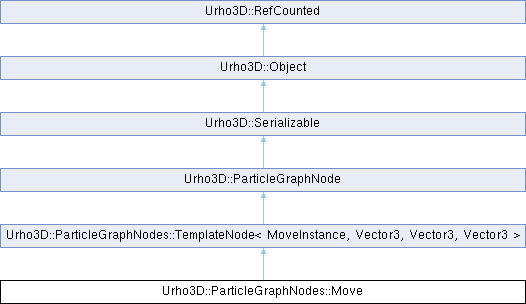 Urho3D::RefCounted
Urho3D::Object
Urho3D::Serializable
Urho3D::ParticleGraphNode
Urho3D::ParticleGraphNodes::TemplateNode< MoveInstance, Vector3, Vector3, Vector3 >
Urho3D::ParticleGraphNodes::Move